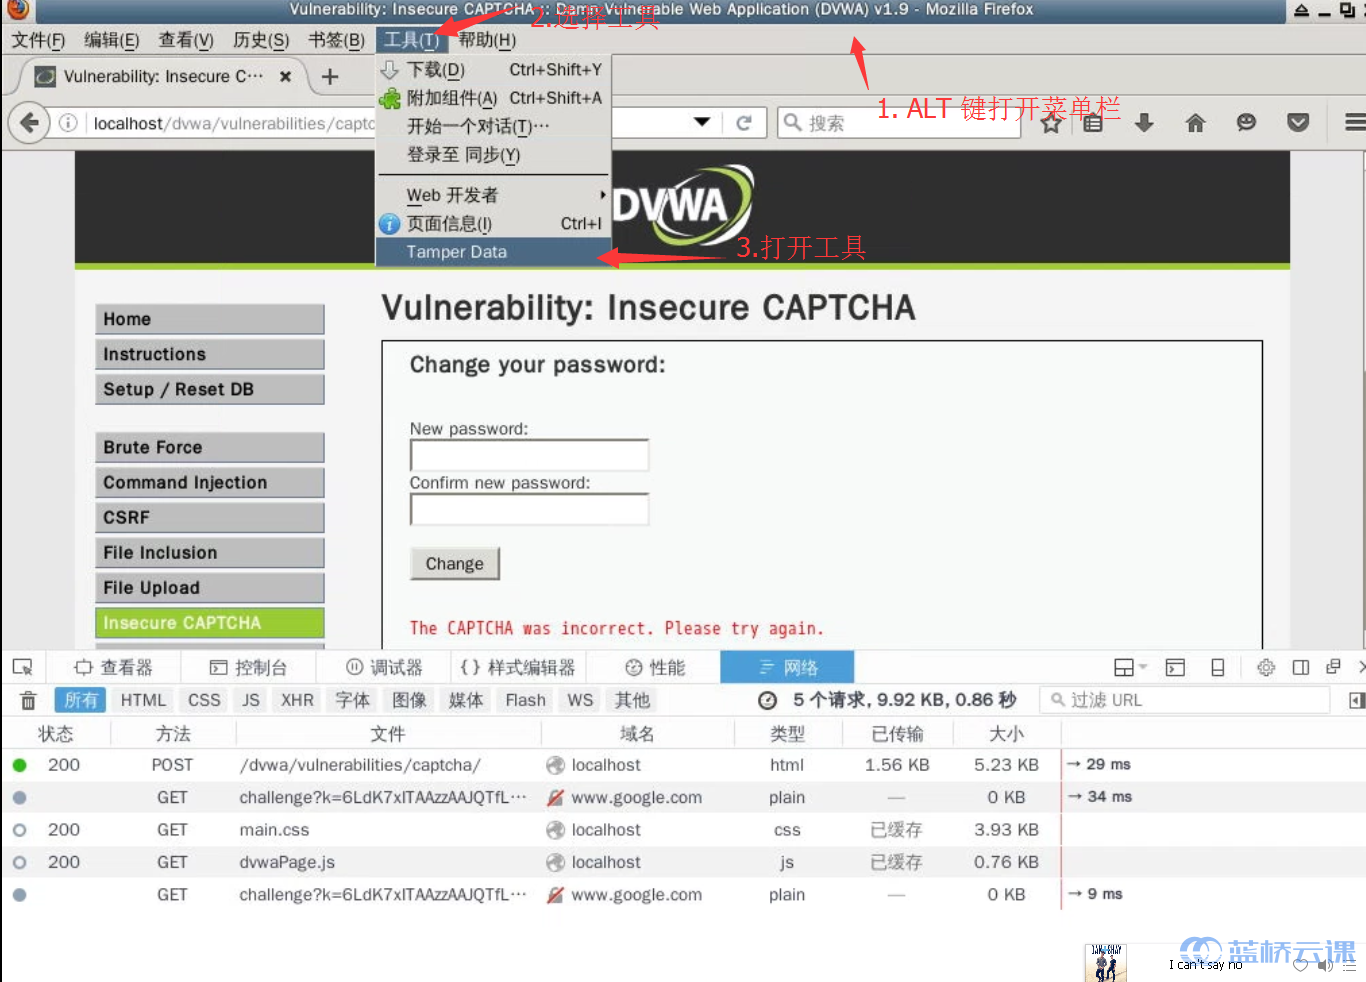 Vulnerability: Insecure CAPTCHA :: Damn Vulnerable Web Application (DVWA) v1.9 - Mozilla Firefox
2.选择工具
文件(F) 编辑(E) 查看(V) 历史(S) 书签(B) 工具(T) 帮助(H)
Vulnerability: Insecure C···
下载(D) Ctrl+Shift+Y
附加组件(A) Ctrl+Shift+A
1. ALT 键打开菜单栏
localhost/dvwa/vulnerabilities/captc
搜索
开始一个对话(T)···
登录至 同步(Y)
Web 开发者
页面信息(I) Ctrl+I
Tamper Data
DVWA
3.打开工具
Home
Instructions
Setup / Reset DB
Brute Force
Command Injection
CSRF
File Inclusion
File Upload
Insecure CAPTCHA
Vulnerability: Insecure CAPTCHA
Change your password:
New password:
Confirm new password:
Change
The CAPTCHA was incorrect. Please try again.
查看器 控制台 调试器 { } 样式编辑器 性能 网络
所有 HTML CSS JS XHR 字体 图像 媒体 Flash WS 其他 5 个请求, 9.92 KB, 0.86 秒 过滤 URL
状态 方法 文件 域名 类型 已传输 大小
200 POST /dvwa/vulnerabilities/captcha/ localhost html 1.56 KB 5.23 KB → 29 ms
GET challenge?k=6LdK7xITAAzzAAJQTfL··· www.google.com plain — 0 KB → 34 ms
200 GET main.css localhost css 已缓存 3.93 KB
200 GET dvwaPage.js localhost js 已缓存 0.76 KB
GET challenge?k=6LdK7xITAAzzAAJQTfL··· www.google.com plain — 0 KB → 9 ms
蓝桥云课
I can't say no